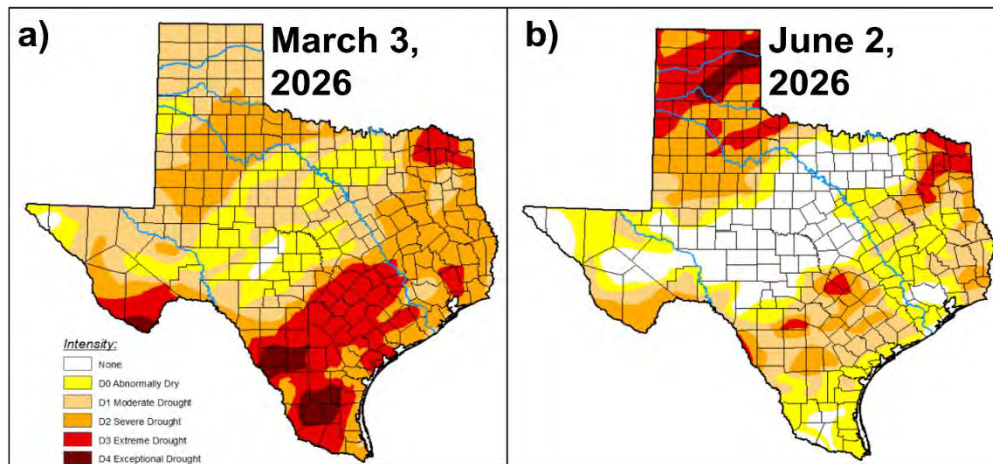 a)
March 3,
2026
Intensity:
None
D0 Abnormally Dry
D1 Moderate Drought
D2 Severe Drought
D3 Extreme Drought
D4 Exceptional Drought
b)
June 2,
2026